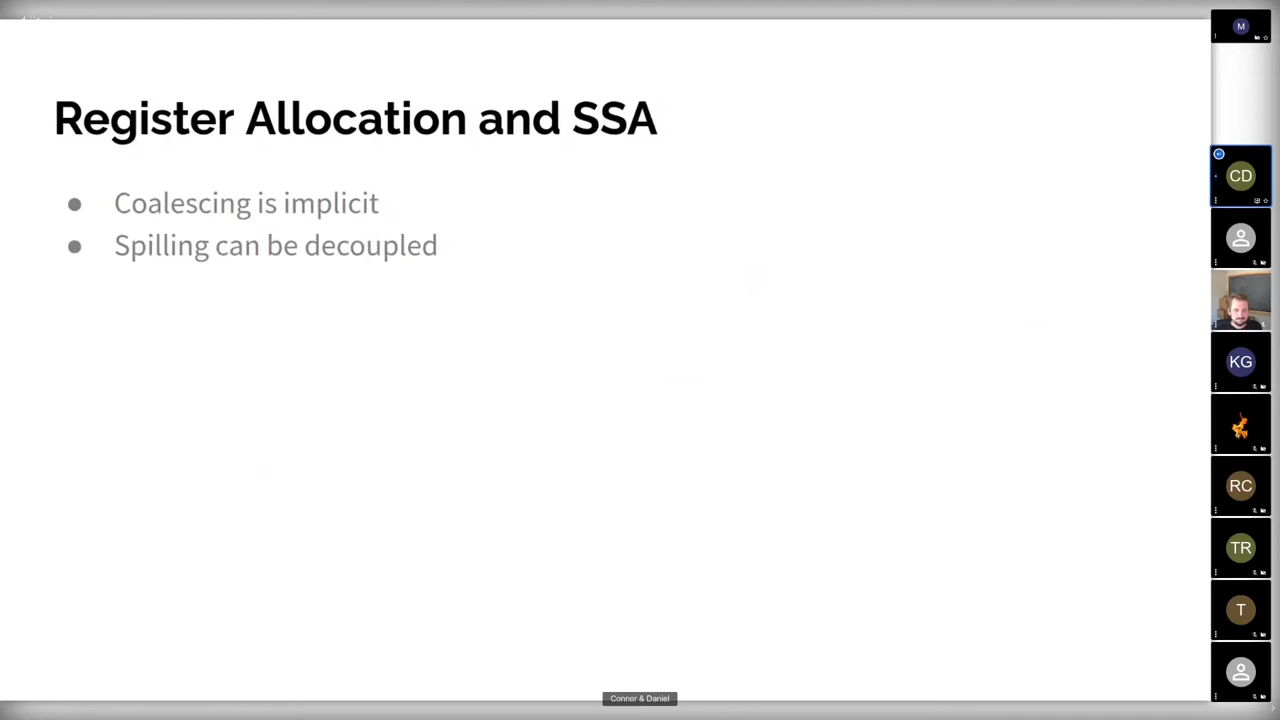 Register Allocation and SSA
● Coalescing is implicit
● Spilling can be decoupled
M
CD
KG
RC
TR
T
Connor & Daniel